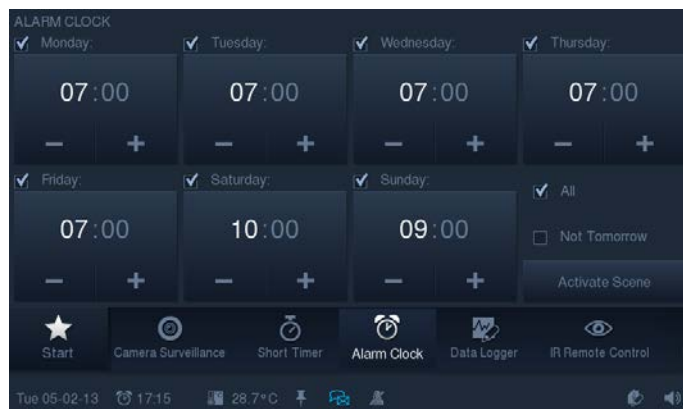 ALARM CLOCK
Monday: Tuesday: Wednesday: Thursday:
07:00 07:00 07:00 07:00
− + − + − + − +
Friday: Saturday: Sunday:
All
07:00 10:00 09:00
Not Tomorrow
− + − + − +
Activate Scene
Start Camera Surveillance Short Timer Alarm Clock Data Logger IR Remote Control
Tue 05-02-13 17:15 28.7°C